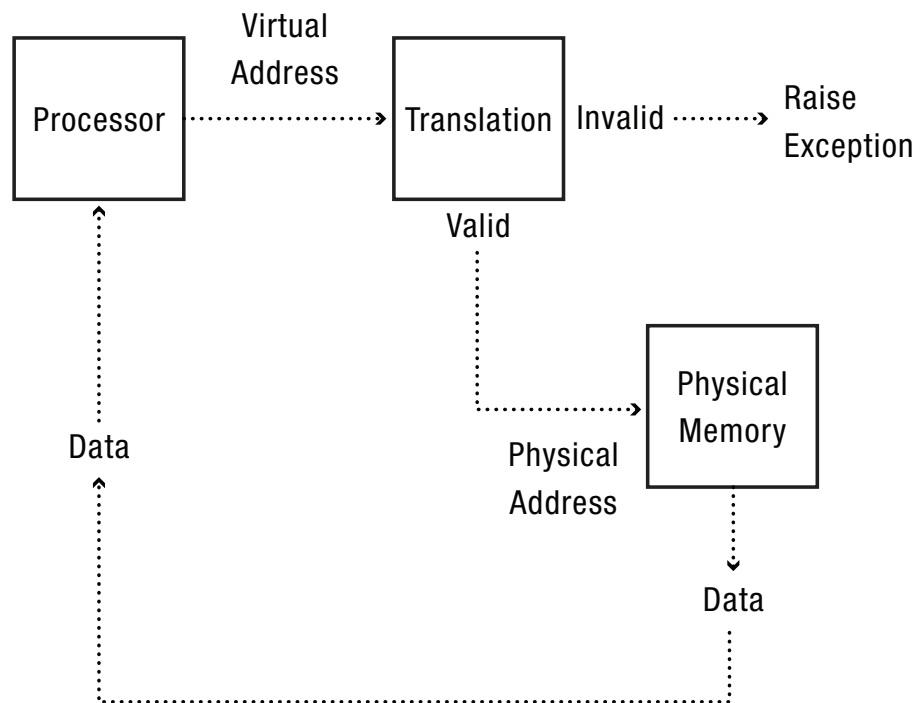 Virtual
Address
Processor
Translation
Invalid
Raise
Exception
Valid
Physical
Memory
Data
Physical
Address
Data